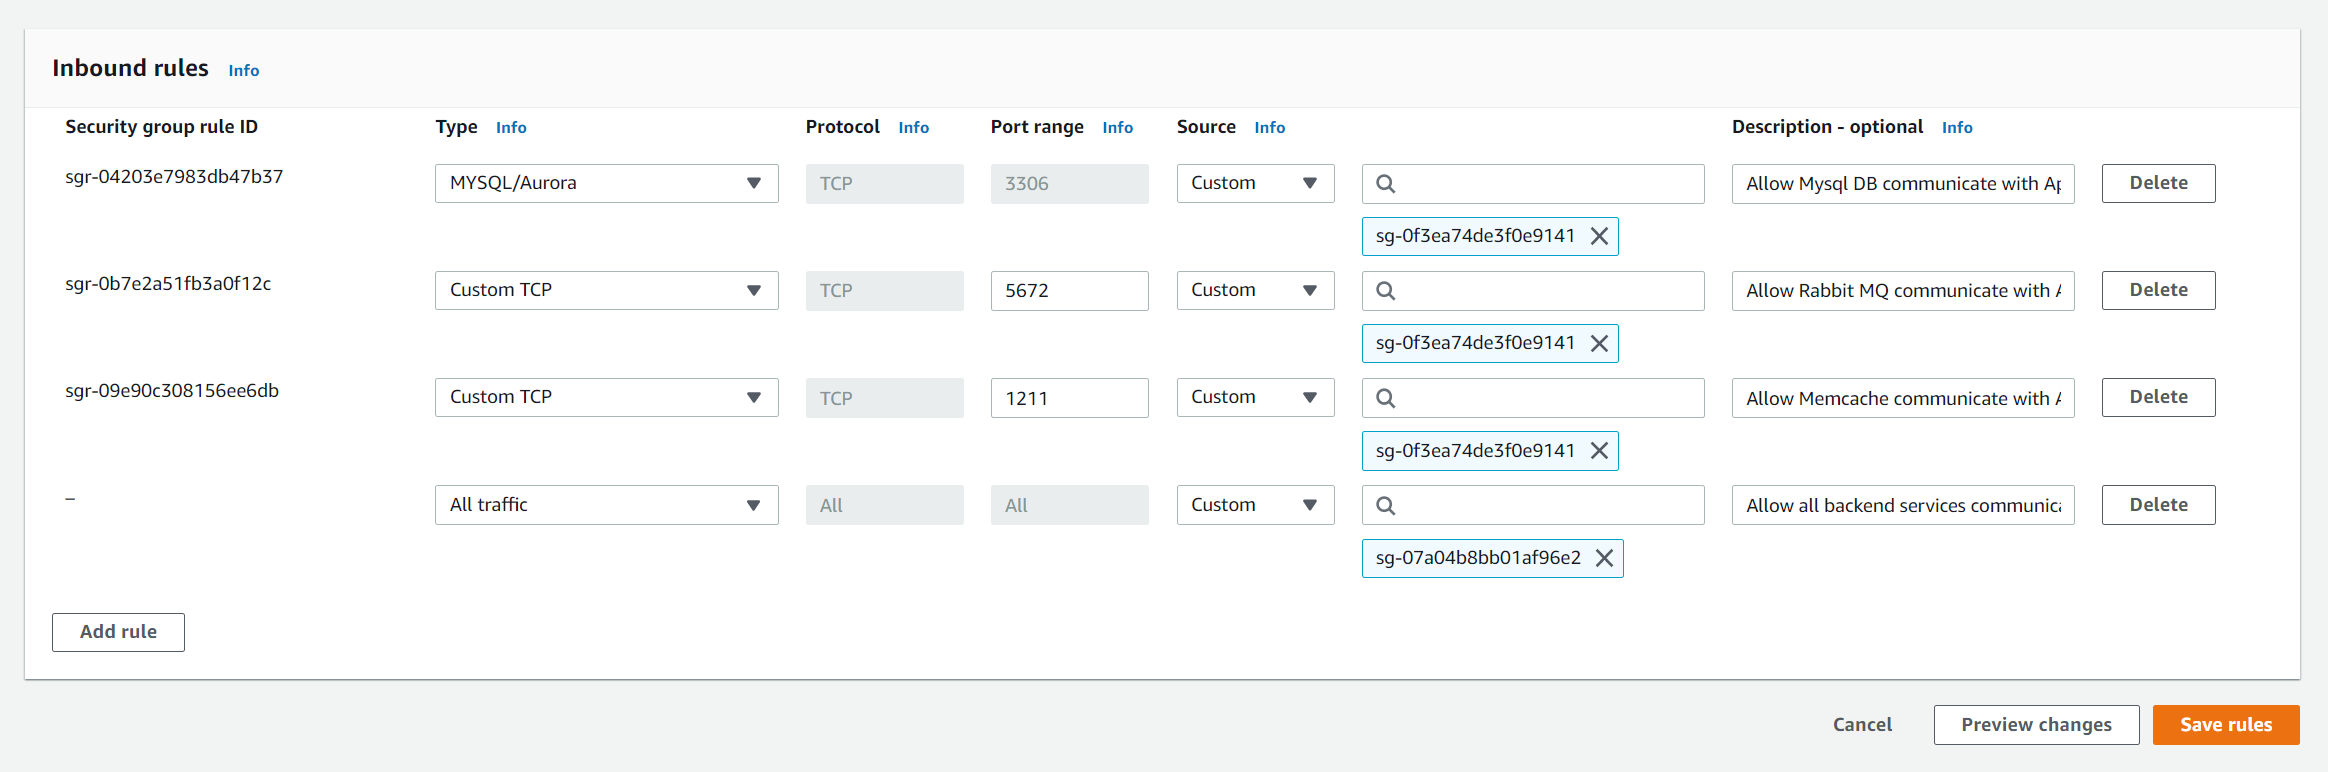 Inbound rules Info
Security group rule ID Type Info Protocol Info Port range Info Source Info Description - optional Info
sgr-04203e7983db47b37 MYSQL/Aurora TCP 3306 Custom Allow Mysql DB communicate with Ap Delete
sg-0f3ea74de3f0e9141
sgr-0b7e2a51fb3a0f12c Custom TCP TCP 5672 Custom Allow Rabbit MQ communicate with A Delete
sg-0f3ea74de3f0e9141
sgr-09e90c308156ee6db Custom TCP TCP 1211 Custom Allow Memcache communicate with A Delete
sg-0f3ea74de3f0e9141
– All traffic All All Custom Allow all backend services communica Delete
sg-07a04b8bb01af96e2
Add rule
Cancel Preview changes Save rules